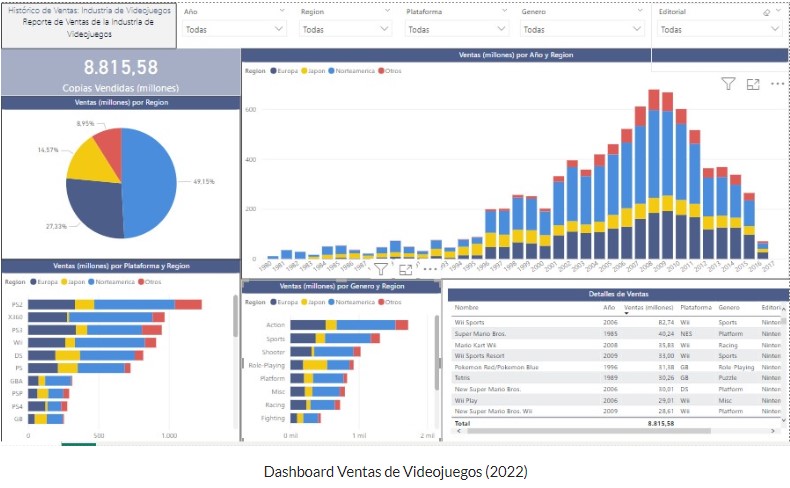 Histórico de Ventas: Industria de Videojuegos
Reporte de Ventas de la Industria de
Videojuegos
Año
Todas
Region
Todas
Plataforma
Todas
Genero
Todas
Editorial
Todas
8.815,58
Copias Vendidas (millones)
Ventas (millones) por Region
8,95%
14,57%
27,33%
49,15%
Ventas (millones) por Año y Region
Region Europa Japon Norteamerica Otros
600
400
200
0
1980 1981 1982 1983 1984 1985 1986 1987 1988 1989 1990 1991 1992 1993 1994 1995 1996 1997 1998 1999 2000 2001 2002 2003 2004 2005 2006 2007 2008 2009 2010 2011 2012 2013 2014 2015 2016 2017
Ventas (millones) por Plataforma y Region
Region Europa Japon Norteamerica Otros
PS2
X360
PS3
Wii
DS
PS
GBA
PSP
PS4
GB
0 500 1.000
Ventas (millones) por Genero y Region
Region Europa Japon Norteamerica Otros
Action
Sports
Shooter
Role-Playing
Platform
Misc
Racing
Fighting
0 mil 1 mil 2 mil
Detalles de Ventas
Nombre Año Ventas (millones) Plataforma Genero Editorial
Wii Sports 2006 82,74 Wii Sports Ninten
Super Mario Bros. 1985 40,24 NES Platform Ninten
Mario Kart Wii 2008 35,83 Wii Racing Ninten
Wii Sports Resort 2009 33,00 Wii Sports Ninten
Pokemon Red/Pokemon Blue 1996 31,38 GB Role-Playing Ninten
Tetris 1989 30,26 GB Puzzle Ninten
New Super Mario Bros. 2006 30,01 DS Platform Ninten
Wii Play 2006 29,01 Wii Misc Ninten
New Super Mario Bros. Wii 2009 28,61 Wii Platform Ninten
Total 8.815,58
Dashboard Ventas de Videojuegos (2022)